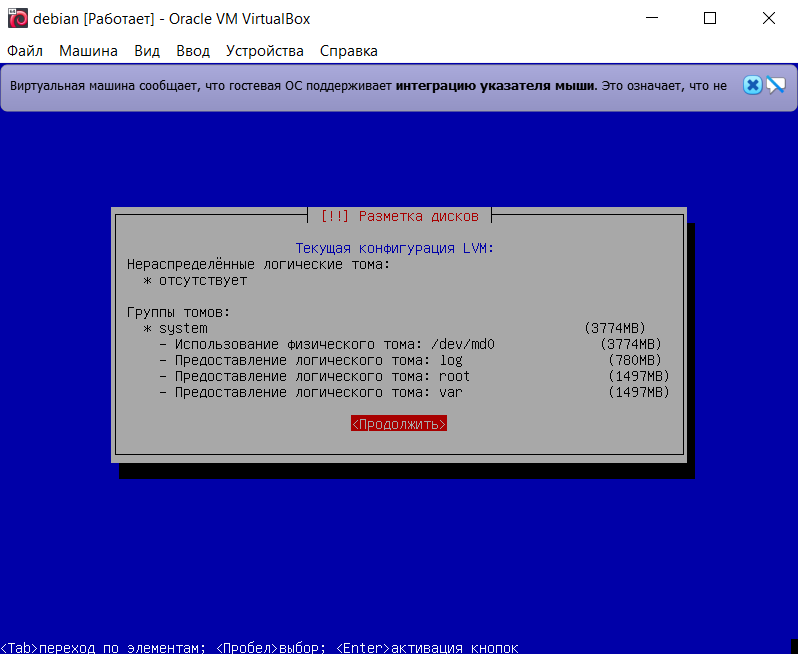 debian [Работает] - Oracle VM VirtualBox
Файл Машина Вид Ввод Устройства Справка
Виртуальная машина сообщает, что гостевая ОС поддерживает интеграцию указателя мыши. Это означает, что не
[!!] Разметка дисков
Текущая конфигурация LVM:
Нераспределённые логические тома:
* отсутствует
Группы томов:
* system (3774MB)
- Использование физического тома: /dev/md0 (3774MB)
- Предоставление логического тома: log (780MB)
- Предоставление логического тома: root (1497MB)
- Предоставление логического тома: var (1497MB)
<Продолжить>
<Tab>переход по элементам; <Пробел>выбор; <Enter>активация кнопок